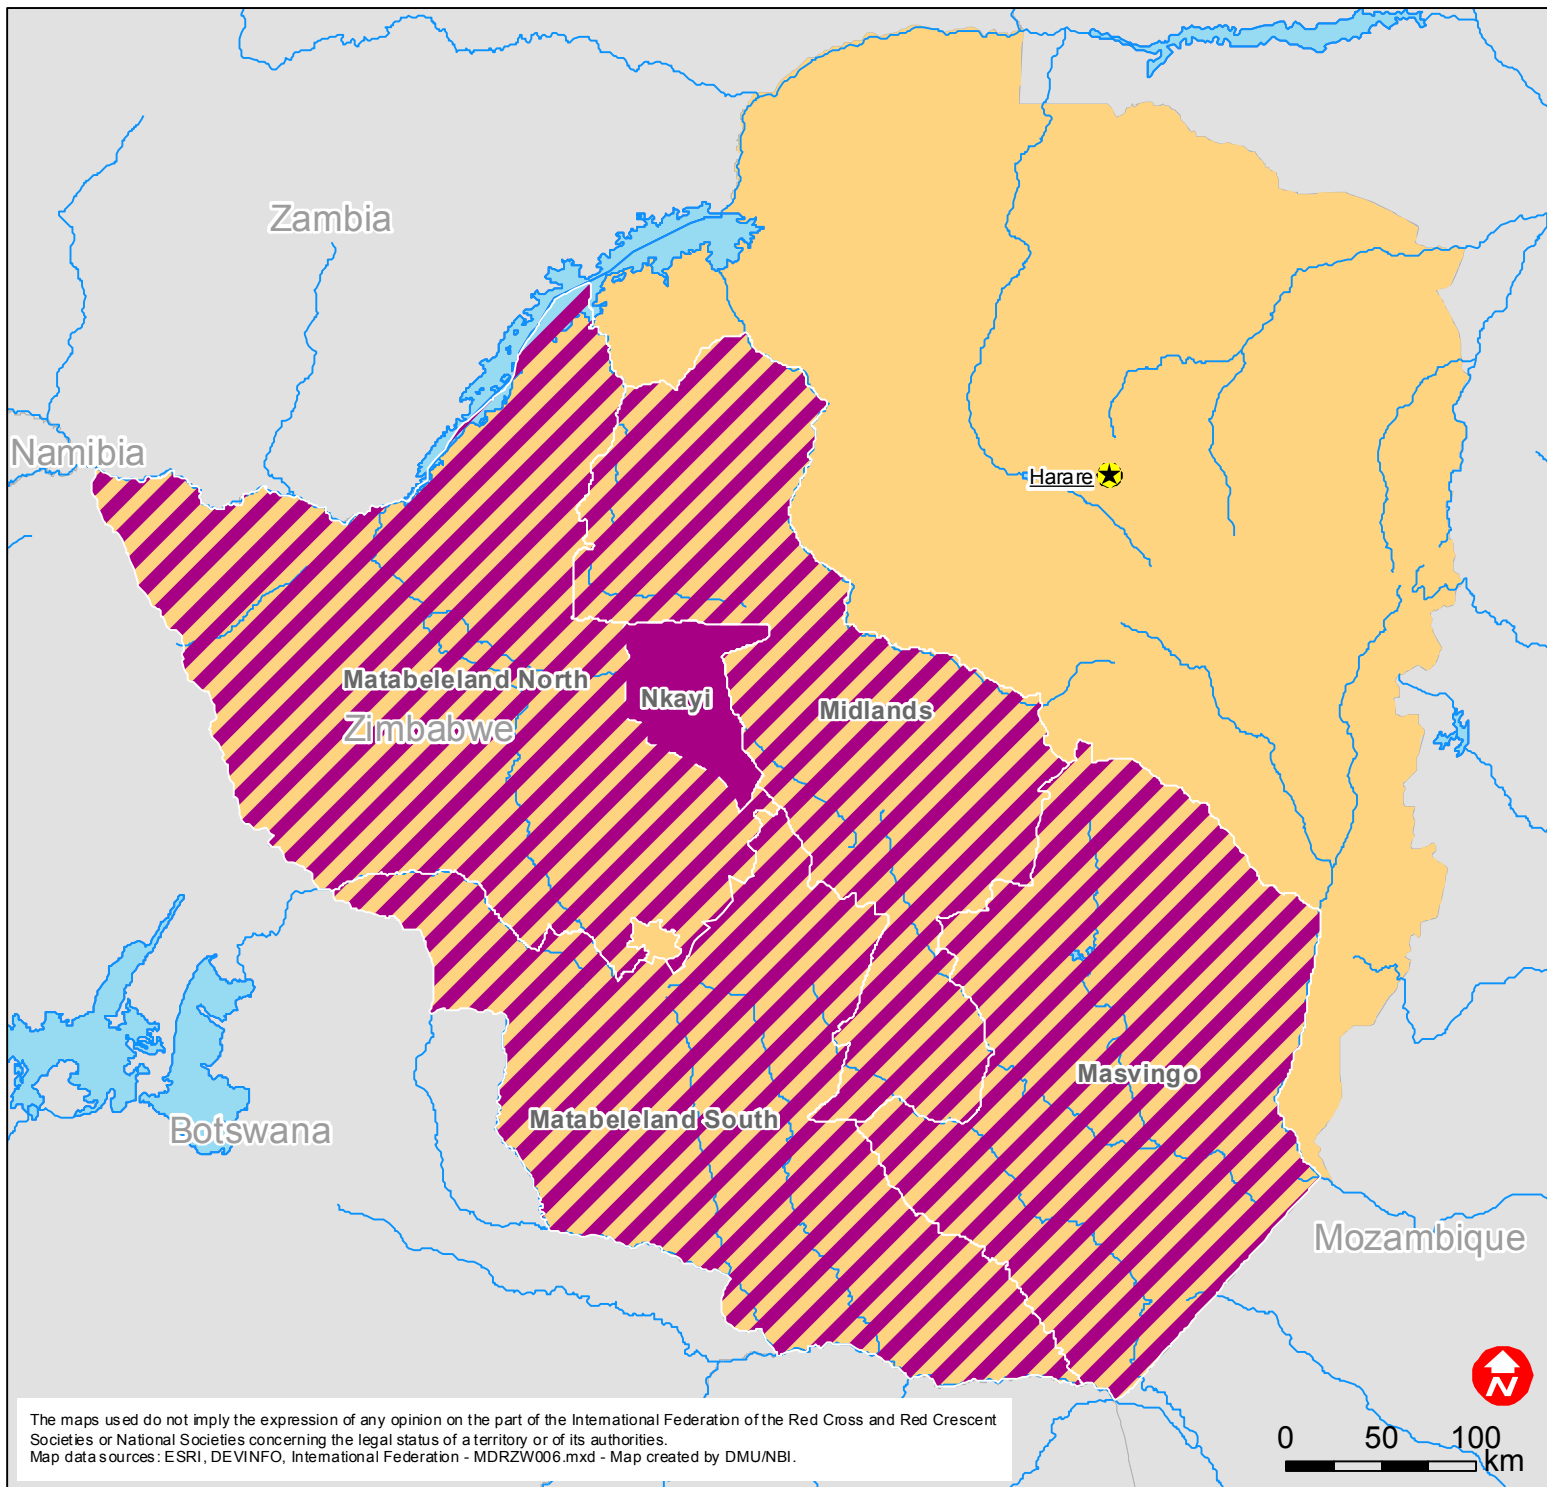 Zambia
Namibia
Harare
Matabeleland North
Nkayi
Midlands
Zimbabwe
Masvingo
Matabeleland South
Botswana
Mozambique
N
0 50 100
km
The maps used do not imply the expression of any opinion on the part of the International Federation of the Red Cross and Red Crescent
Societies or National Societies concerning the legal status of a territory or of its authorities.
Map data sources: ESRI, DEVINFO, International Federation - MDRZW006.mxd - Map created by DMU/NBI.